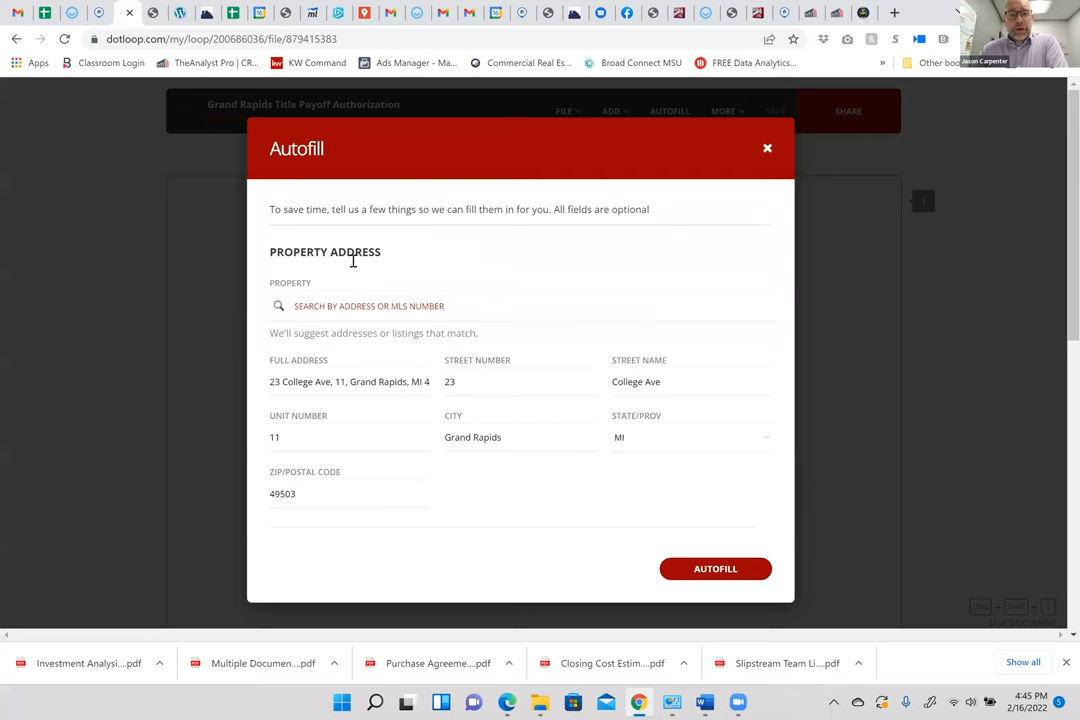 dotloop.com/my/loop/200686036/file/879415383
Jason Carpenter
Apps
Classroom Login
TheAnalyst Pro | CR...
KW Command
Ads Manager - Ma...
Commercial Real Es...
Broad Connect MSU
FREE Data Analytics...
»
Other boo
Grand Rapids Title Payoff Authorization
FILE
ADD
AUTOFILL
MORE
SAVE
SHARE
Autofill
To save time, tell us a few things so we can fill them in for you. All fields are optional
1
PROPERTY ADDRESS
PROPERTY
SEARCH BY ADDRESS OR MLS NUMBER
We'll suggest addresses or listings that match.
FULL ADDRESS
STREET NUMBER
STREET NAME
23 College Ave, 11, Grand Rapids, MI 4
23
College Ave
UNIT NUMBER
CITY
STATE/PROV
11
Grand Rapids
MI
ZIP/POSTAL CODE
49503
AUTOFILL
CTRL + SHIFT + S
SAVE DOCUMENT
Investment Analysi....pdf
Multiple Documen....pdf
Purchase Agreeme....pdf
Closing Cost Estim....pdf
Slipstream Team Li....pdf
Show all
4:45 PM
2/16/2022